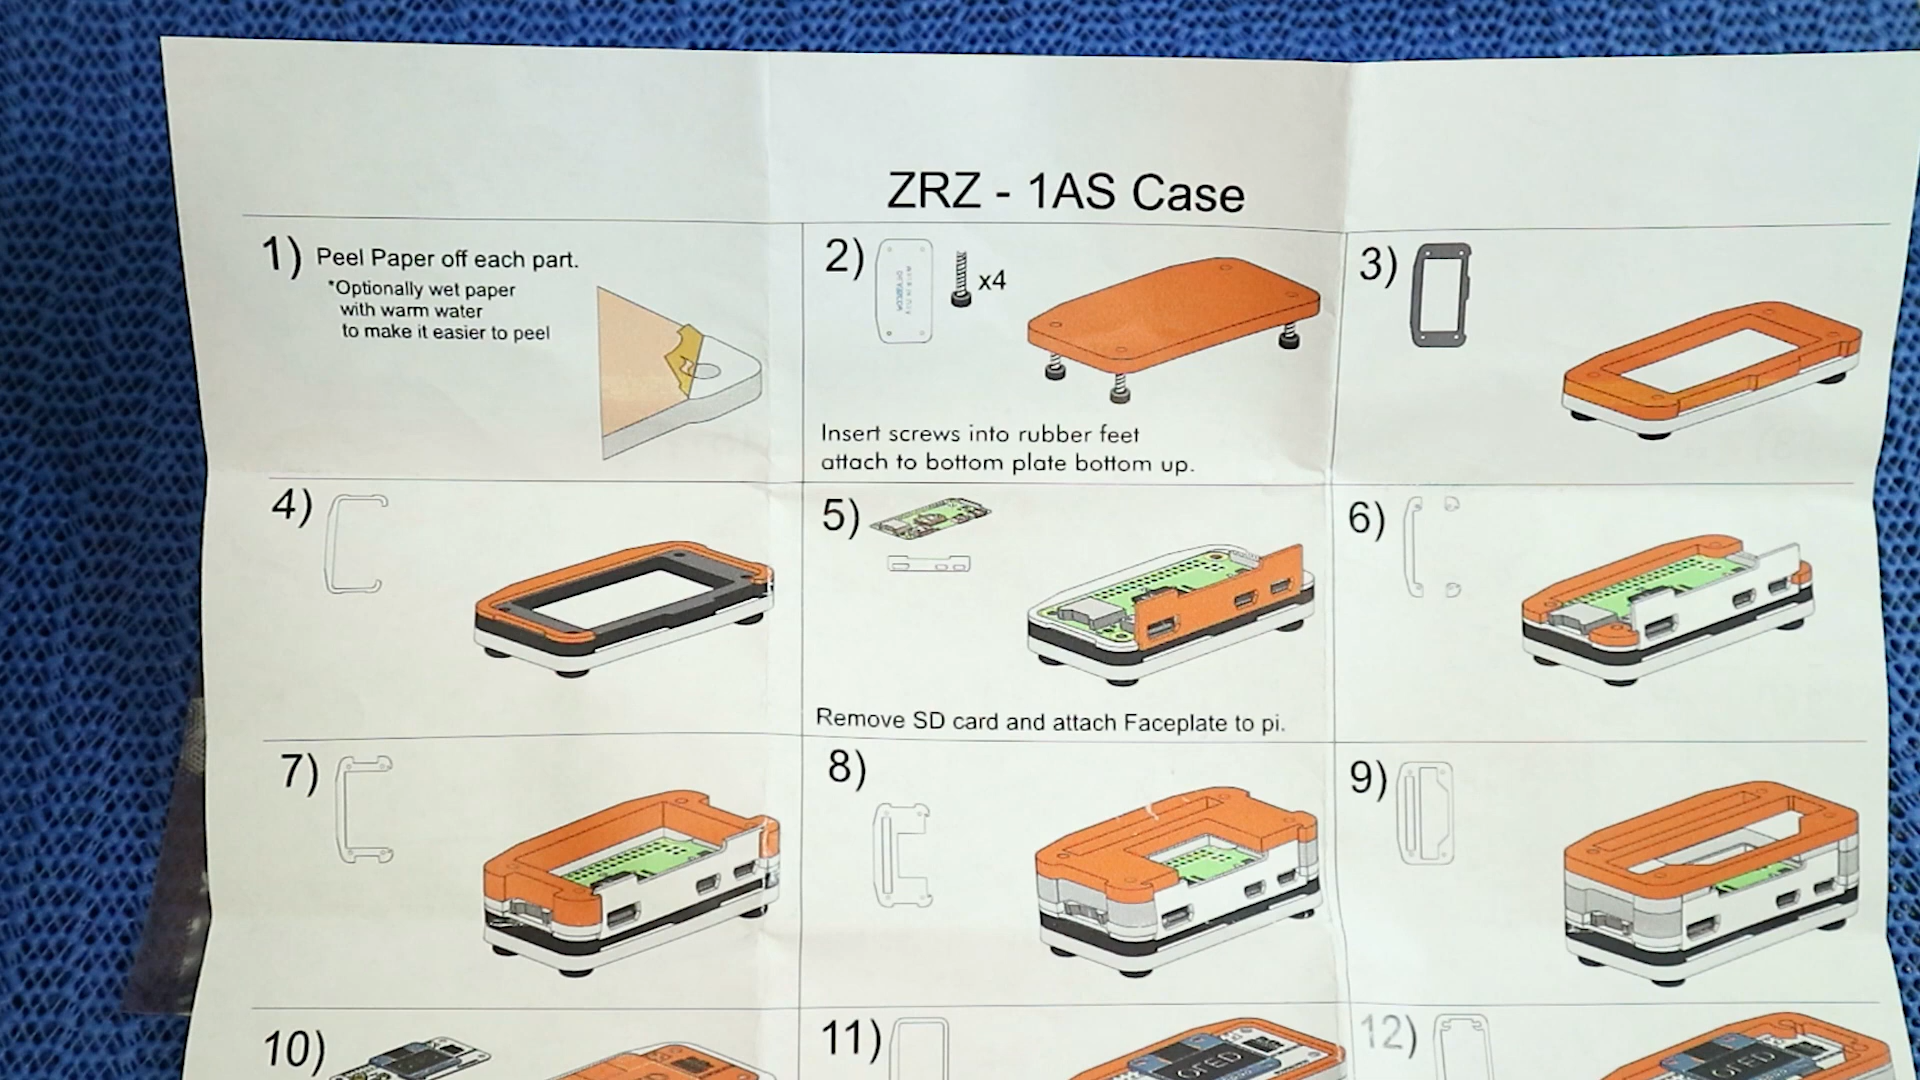 ZRZ - 1AS Case
1) Peel Paper off each part.
*Optionally wet paper
with warm water
to make it easier to peel
2)
x4
Insert screws into rubber feet
attach to bottom plate bottom up.
3)
4)
5)
Remove SD card and attach Faceplate to pi.
6)
7)
8)
9)
10)
11)
OLED
12)
OLED